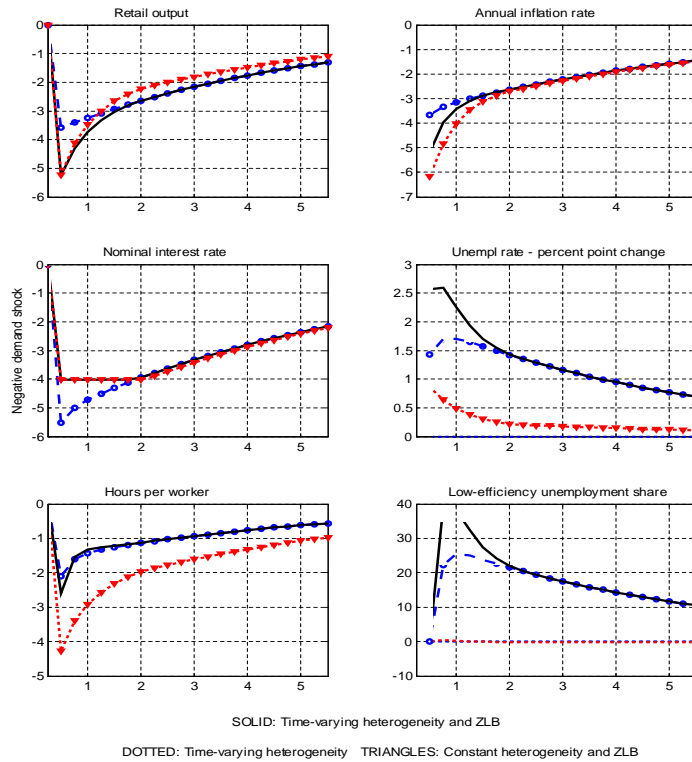 Retail output
Annual inflation rate
0
-1
-2
-3
-4
-5
-6
1 2 3 4 5
0
-1
-2
-3
-4
-5
-6
-7
1 2 3 4 5
Nominal interest rate
Unempl rate - percent point change
Negative demand shock
0
-1
-2
-3
-4
-5
-6
1 2 3 4 5
3
2.5
2
1.5
1
0.5
0
1 2 3 4 5
Hours per worker
Low-efficiency unemployment share
0
-1
-2
-3
-4
-5
1 2 3 4 5
40
30
20
10
0
-10
1 2 3 4 5
SOLID: Time-varying heterogeneity and ZLB
DOTTED: Time-varying heterogeneity TRIANGLES: Constant heterogeneity and ZLB